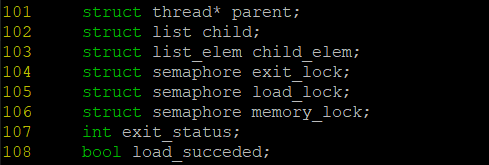 101 struct thread* parent;
102 struct list child;
103 struct list_elem child_elem;
104 struct semaphore exit_lock;
105 struct semaphore load_lock;
106 struct semaphore memory_lock;
107 int exit_status;
108 bool load_succeded;